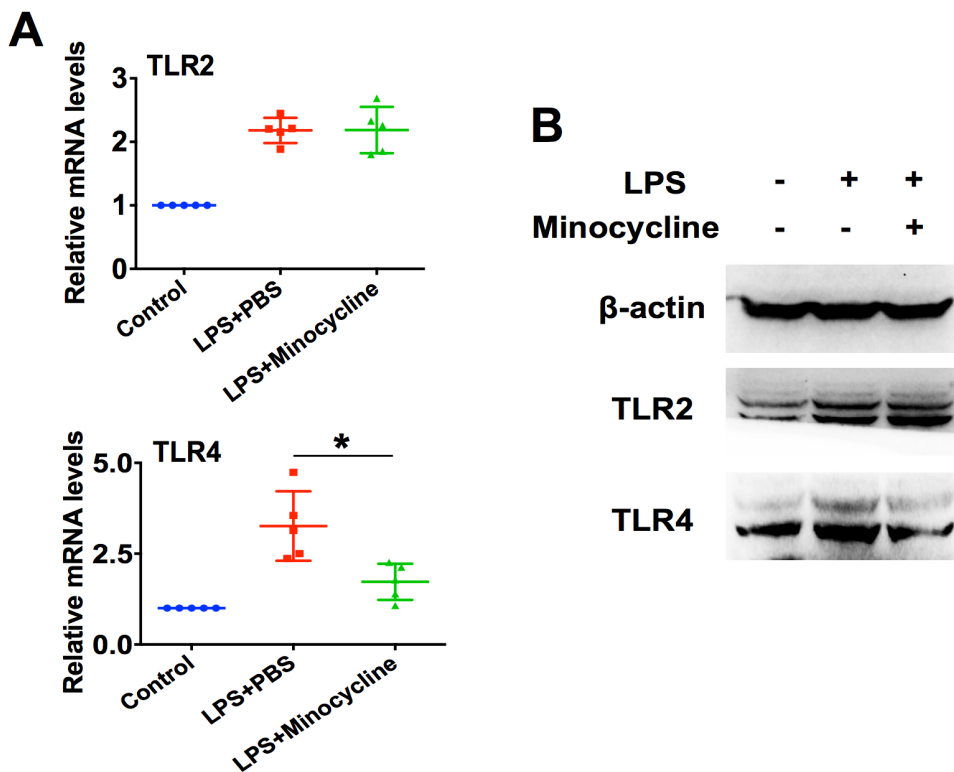 A
TLR2
Relative mRNA levels
3
2
1
0
Control
LPS+PBS
LPS+Minocycline
TLR4
*
Relative mRNA levels
5.0
2.5
0.0
Control
LPS+PBS
LPS+Minocycline
B
LPS - + +
Minocycline - - +
β-actin
TLR2
TLR4